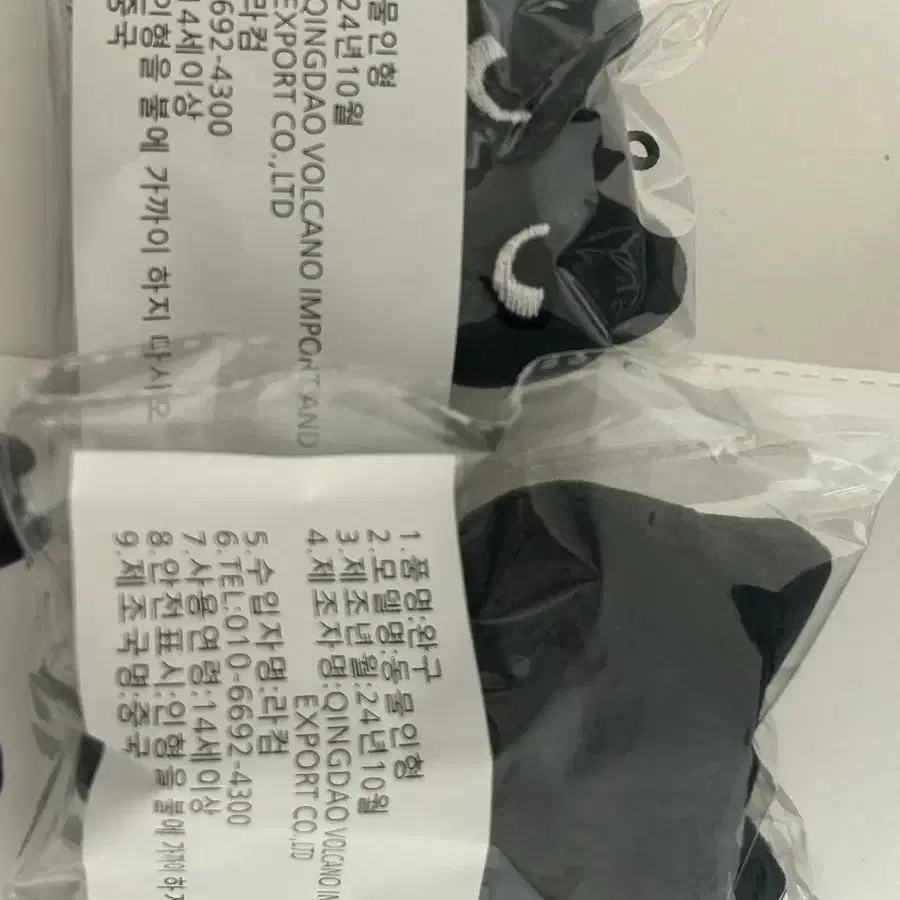 물인형
24년10월
QINGDAO VOLCANO IMPORT AND
EXPORT CO.,LTD
라컴
692-4300
14세이상
인형을 불에 가까이 하지 마시오
중국
1.품명:완구
2.모델명:동물인형
3.제조년월:24년10월
4.제조자명:QINGDAO VOLCANO IM
EXPORT CO.,LTD
5.수입자명:라컴
6.TEL:010-6692-4300
7.사용연령:14세이상
8.안전표시:인형을 불에 가까이 하지
9.제조국명:중국